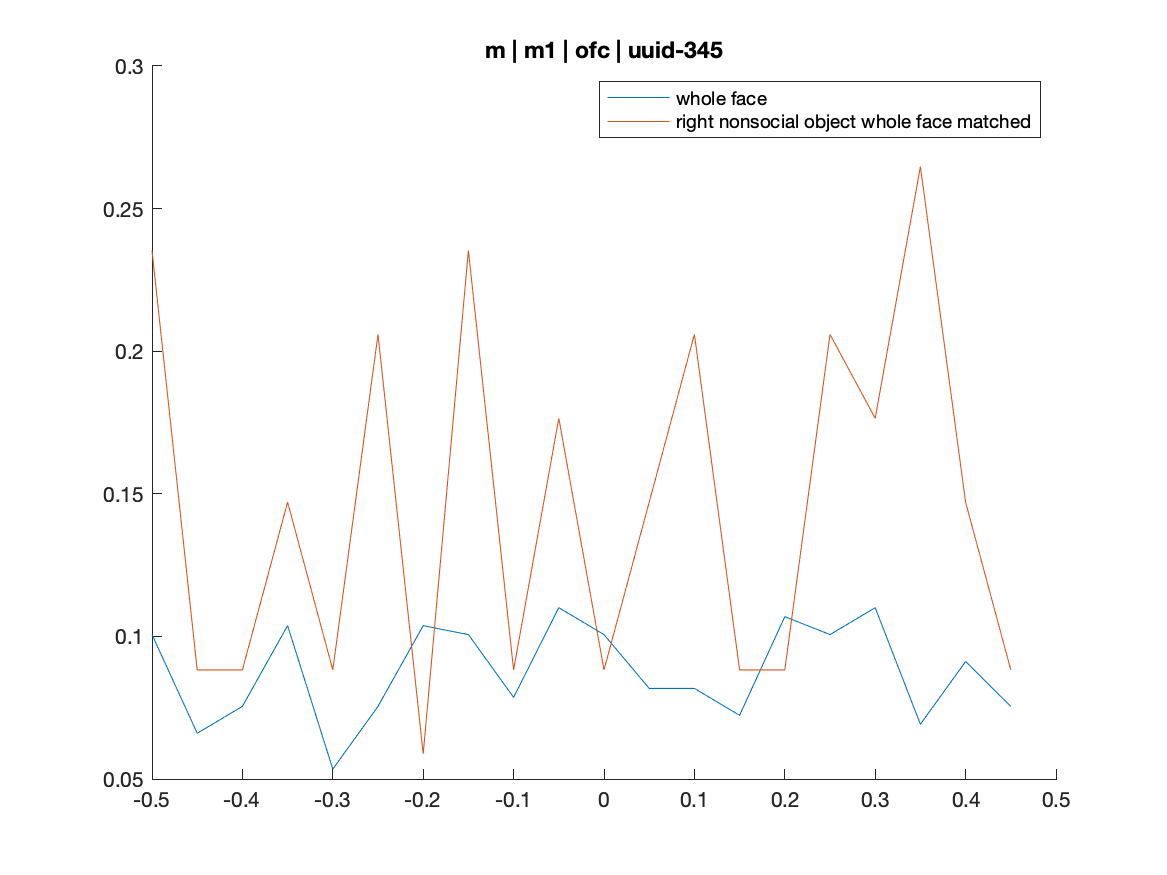 m | m1 | ofc | uuid-345
whole face
right nonsocial object whole face matched
0.3
0.25
0.2
0.15
0.1
0.05
-0.5 -0.4 -0.3 -0.2 -0.1 0 0.1 0.2 0.3 0.4 0.5